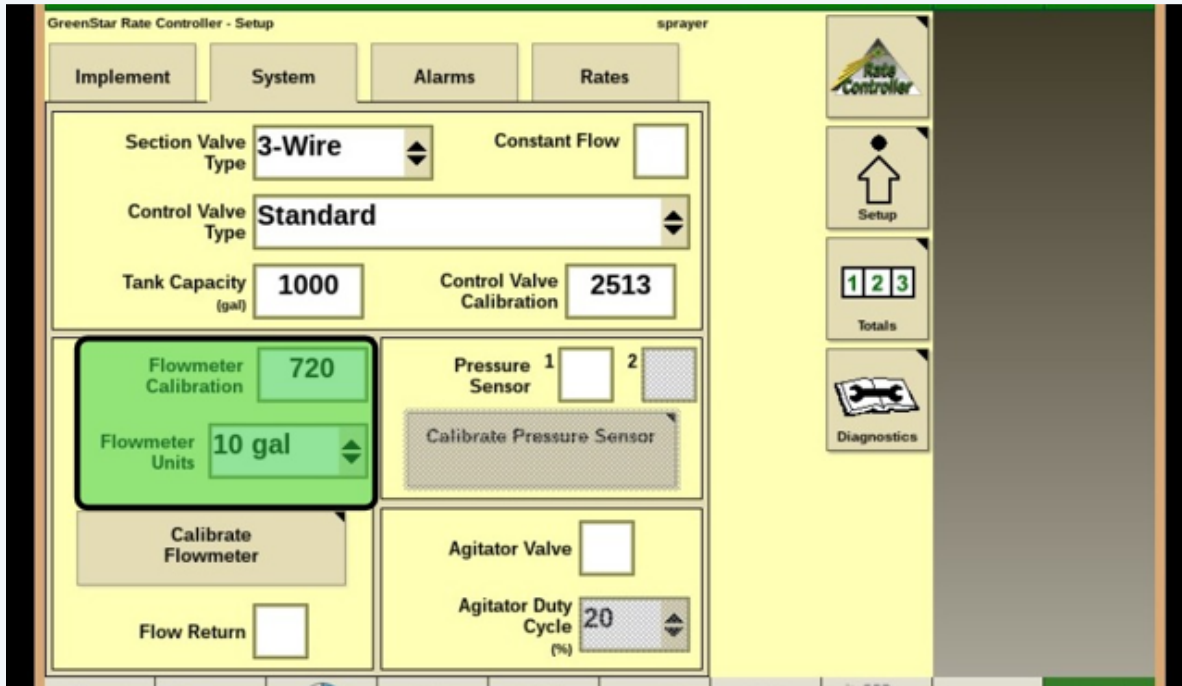 GreenStar Rate Controller - Setup
sprayer
Implement
System
Alarms
Rates
Section Valve
Type
3-Wire
Constant Flow
Control Valve
Type
Standard
Tank Capacity
(gal)
1000
Control Valve
Calibration
2513
Flowmeter
Calibration
720
Flowmeter
Units
10 gal
Calibrate
Flowmeter
Flow Return
Pressure
Sensor
1
2
Calibrate Pressure Sensor
Agitator Valve
Agitator Duty
Cycle
(%)
20
Rate
Controller
Setup
1 2 3
Totals
Diagnostics